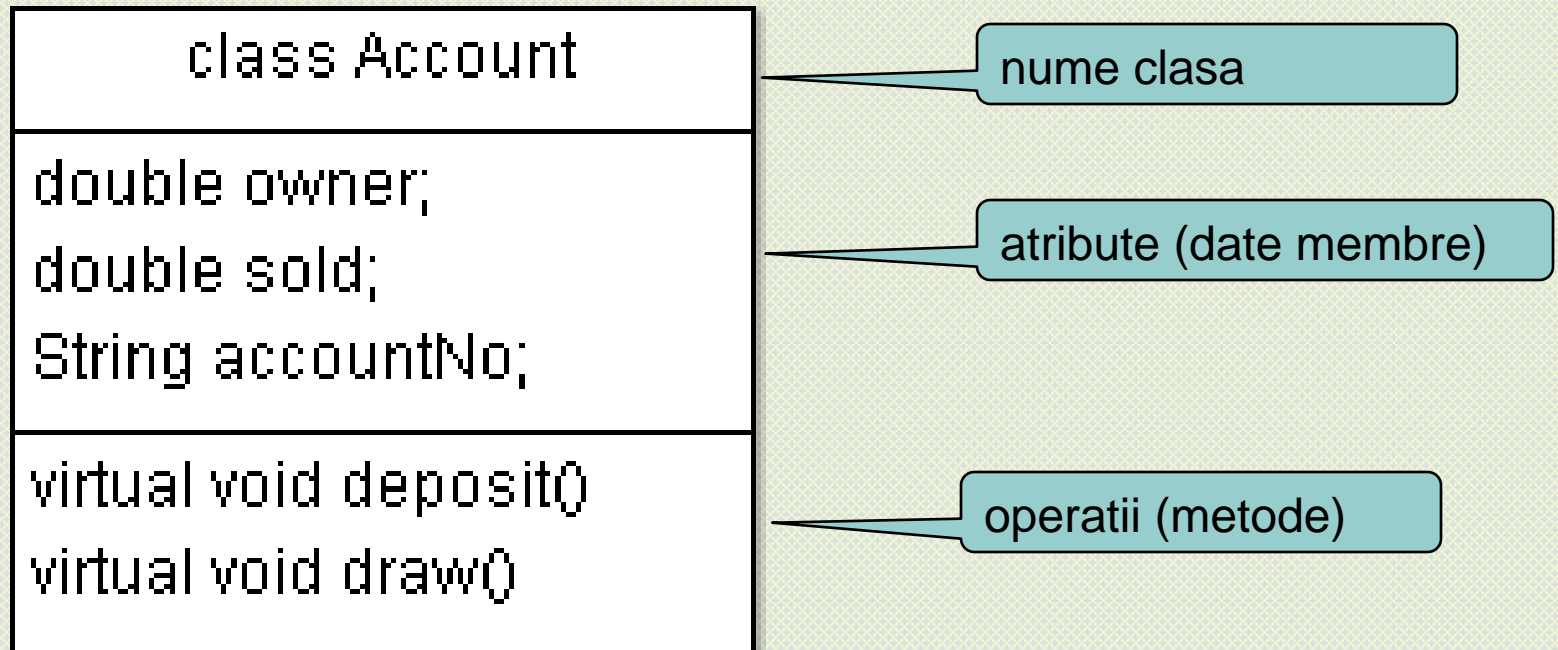 class Account
nume clasa
double owner;
double sold;
String accountNo;
atribute (date membre)
virtual void deposit()
virtual void draw()
operatii (metode)